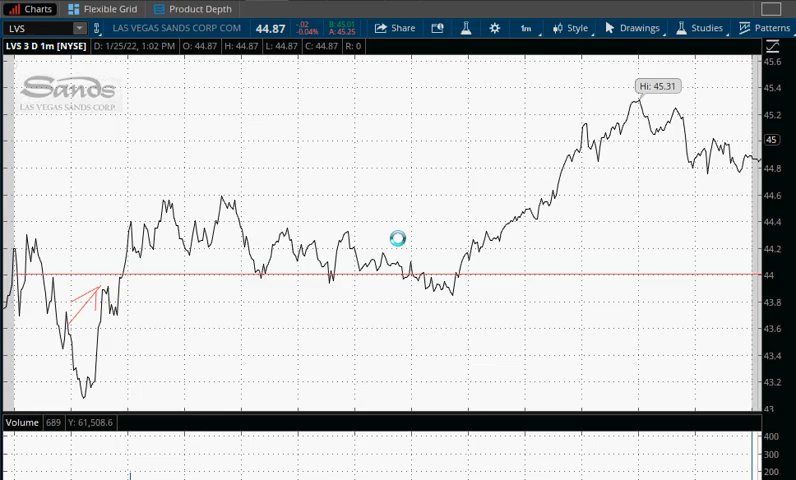 Charts Flexible Grid Product Depth
LVS LAS VEGAS SANDS CORP COM 44.87 -.02 -0.04% B: 45.01 A: 45.25 Share 1m Style Drawings Studies Patterns
LVS 3 D 1m [NYSE] D: 1/25/22, 1:02 PM O: 44.87 H: 44.87 L: 44.87 C: 44.87 R: 0
Sands
LAS VEGAS SANDS CORP.
Hi: 45.31
45.6
45.4
45.2
45
44.8
44.6
44.4
44.2
44
43.8
43.6
43.4
43.2
43
Volume 689 Y: 61,508.6
400
300
200